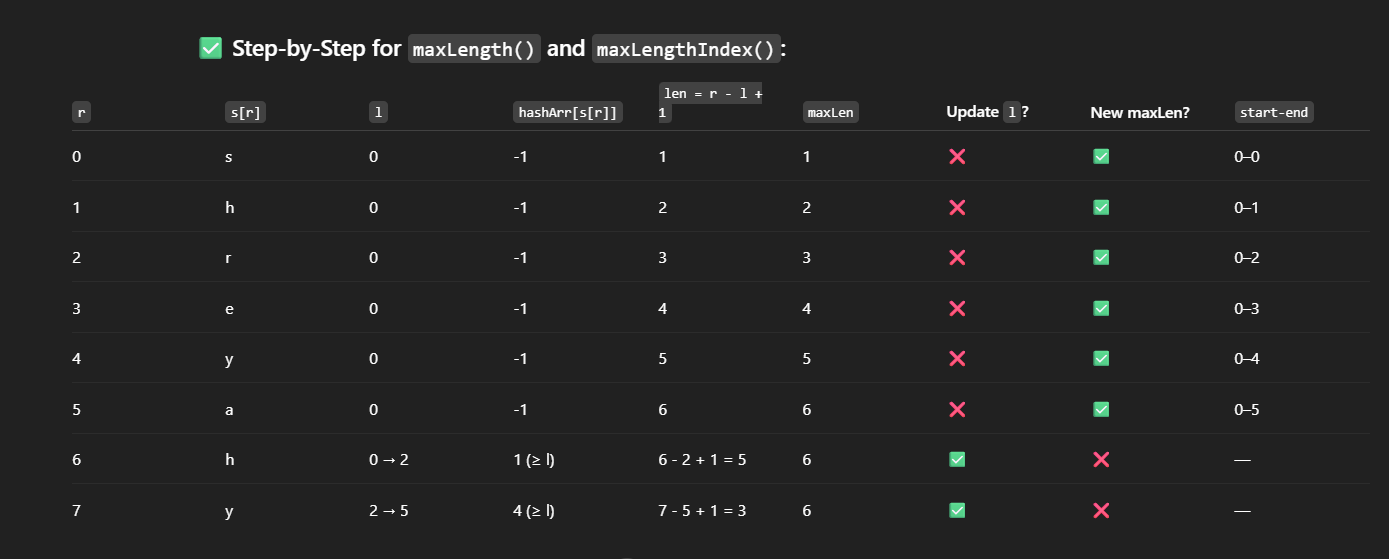 ✅ Step-by-Step for maxLength() and maxLengthIndex():
r s[r] l hashArr[s[r]] len = r - l + 1 maxLen Update l? New maxLen? start-end
0 s 0 -1 1 1 ❌ ✅ 0–0
1 h 0 -1 2 2 ❌ ✅ 0–1
2 r 0 -1 3 3 ❌ ✅ 0–2
3 e 0 -1 4 4 ❌ ✅ 0–3
4 y 0 -1 5 5 ❌ ✅ 0–4
5 a 0 -1 6 6 ❌ ✅ 0–5
6 h 0 → 2 1 (≥ l) 6 - 2 + 1 = 5 6 ✅ ❌ —
7 y 2 → 5 4 (≥ l) 7 - 5 + 1 = 3 6 ✅ ❌ —